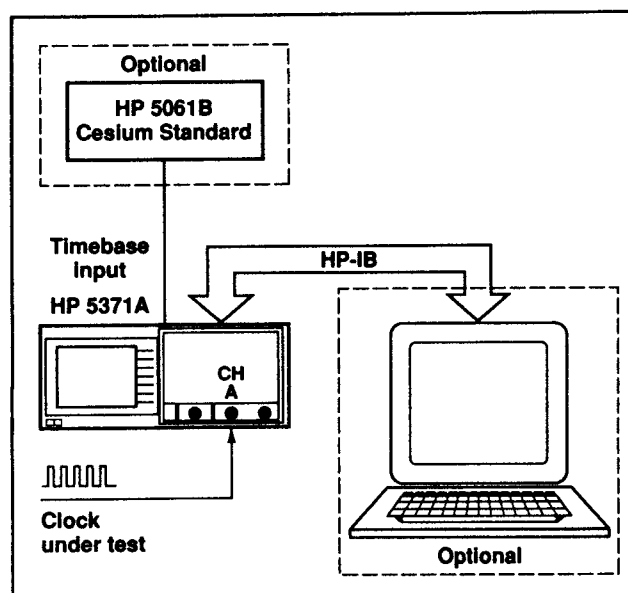 Optional
HP 5061B
Cesium Standard
Timebase
input
HP-IB
HP 5371A
CH
A
Clock
under test
Optional